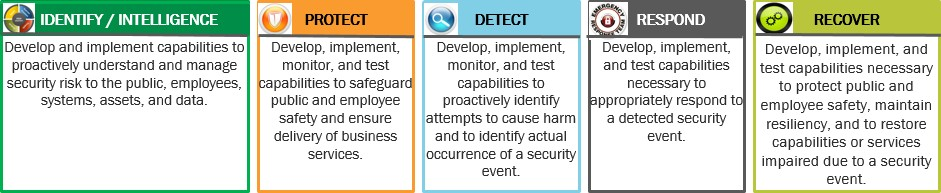 IDENTIFY / INTELLIGENCE
Develop and implement capabilities to
proactively understand and manage
security risk to the public, employees,
systems, assets, and data.
PROTECT
Develop, implement,
monitor, and test
capabilities to safeguard
public and employee
safety and ensure
delivery of business
services.
DETECT
Develop, implement,
monitor, and test
capabilities to
proactively identify
attempts to cause harm
and to identify actual
occurrence of a security
event.
EMERGENCY
RESPONSE TEAM
RESPOND
Develop, implement,
and test capabilities
necessary to
appropriately respond to
a detected security
event.
RECOVER
Develop, implement, and
test capabilities necessary
to protect public and
employee safety, maintain
resiliency, and to restore
capabilities or services
impaired due to a security
event.